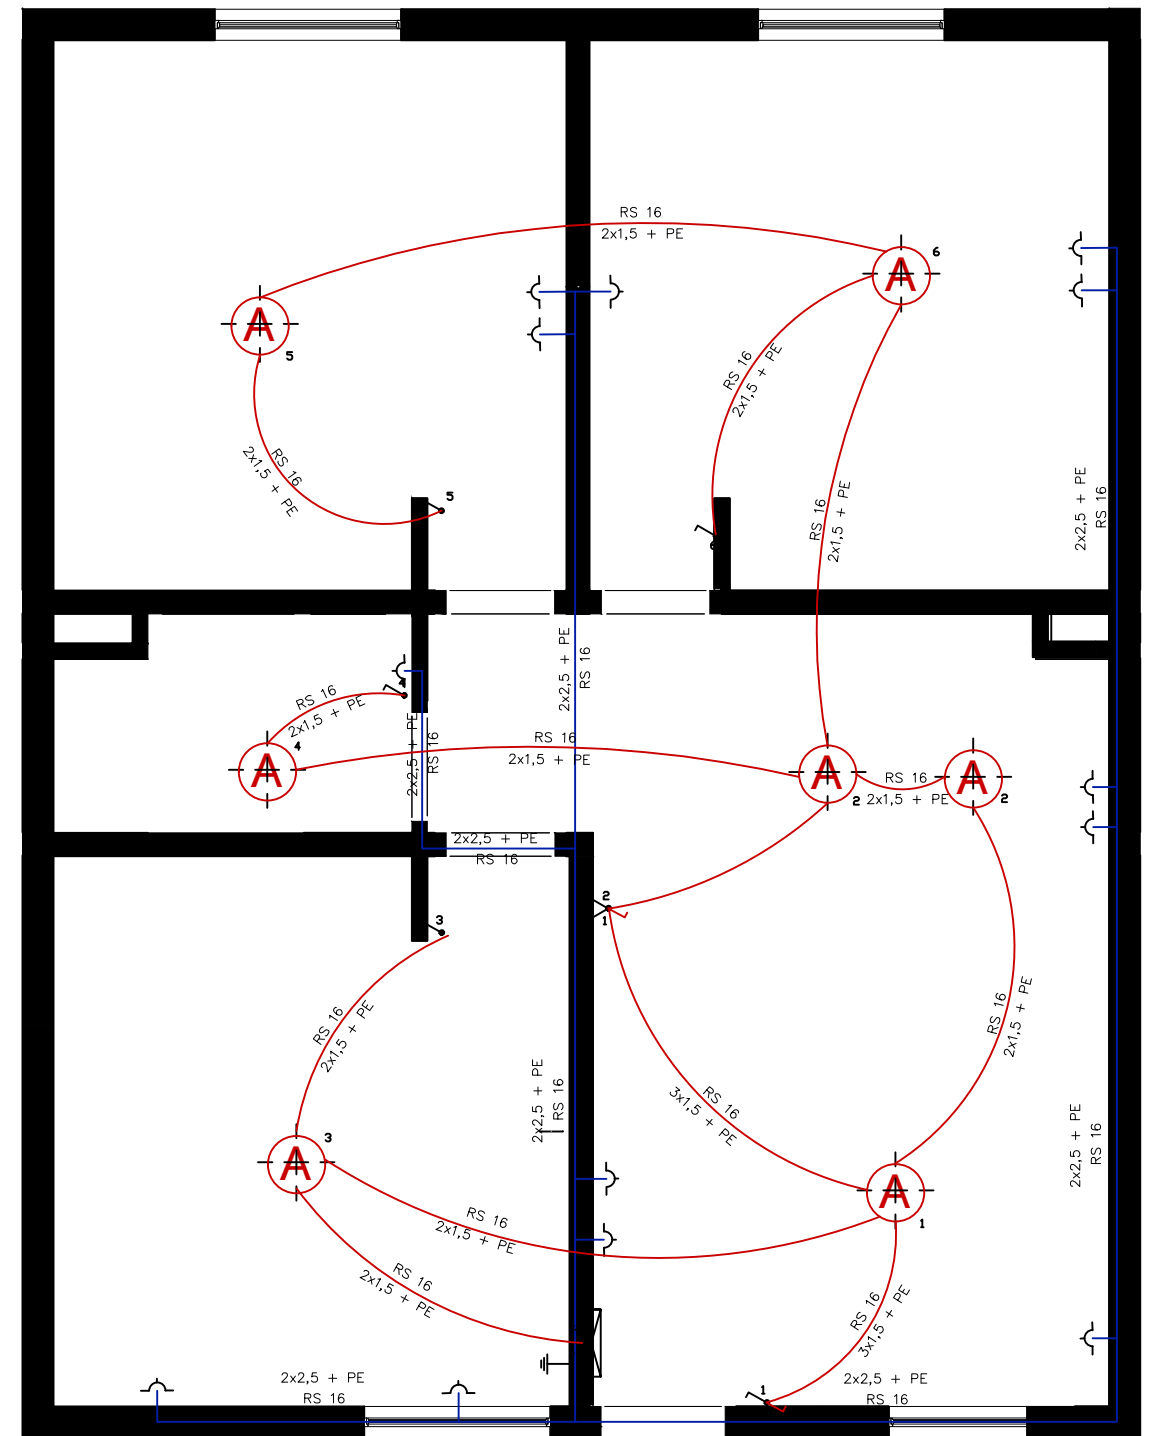 RS 16
2x1,5 + PE
6
A
A
5
RS 16
2x1,5 + PE
RS 16
2x1,5 + PE
2x2,5 + PE
RS 16
RS 16
2x1,5 + PE
5
6
2x2,5 + PE
RS 16
4
RS 16
2x1,5 + PE
2x2,5 + PE
RS 16
4
A
RS 16
2x1,5 + PE
A
2
RS 16
2x1,5 + PE
A
2
2x2,5 + PE
RS 16
2
1
3
RS 16
2x1,5 + PE
RS 16
2x1,5 + PE
2x2,5 + PE
RS 16
RS 16
3x1,5 + PE
2x2,5 + PE
RS 16
3
A
A
1
RS 16
2x1,5 + PE
RS 16
2x1,5 + PE
RS 16
3x1,5 + PE
2x2,5 + PE
RS 16
1
2x2,5 + PE
RS 16